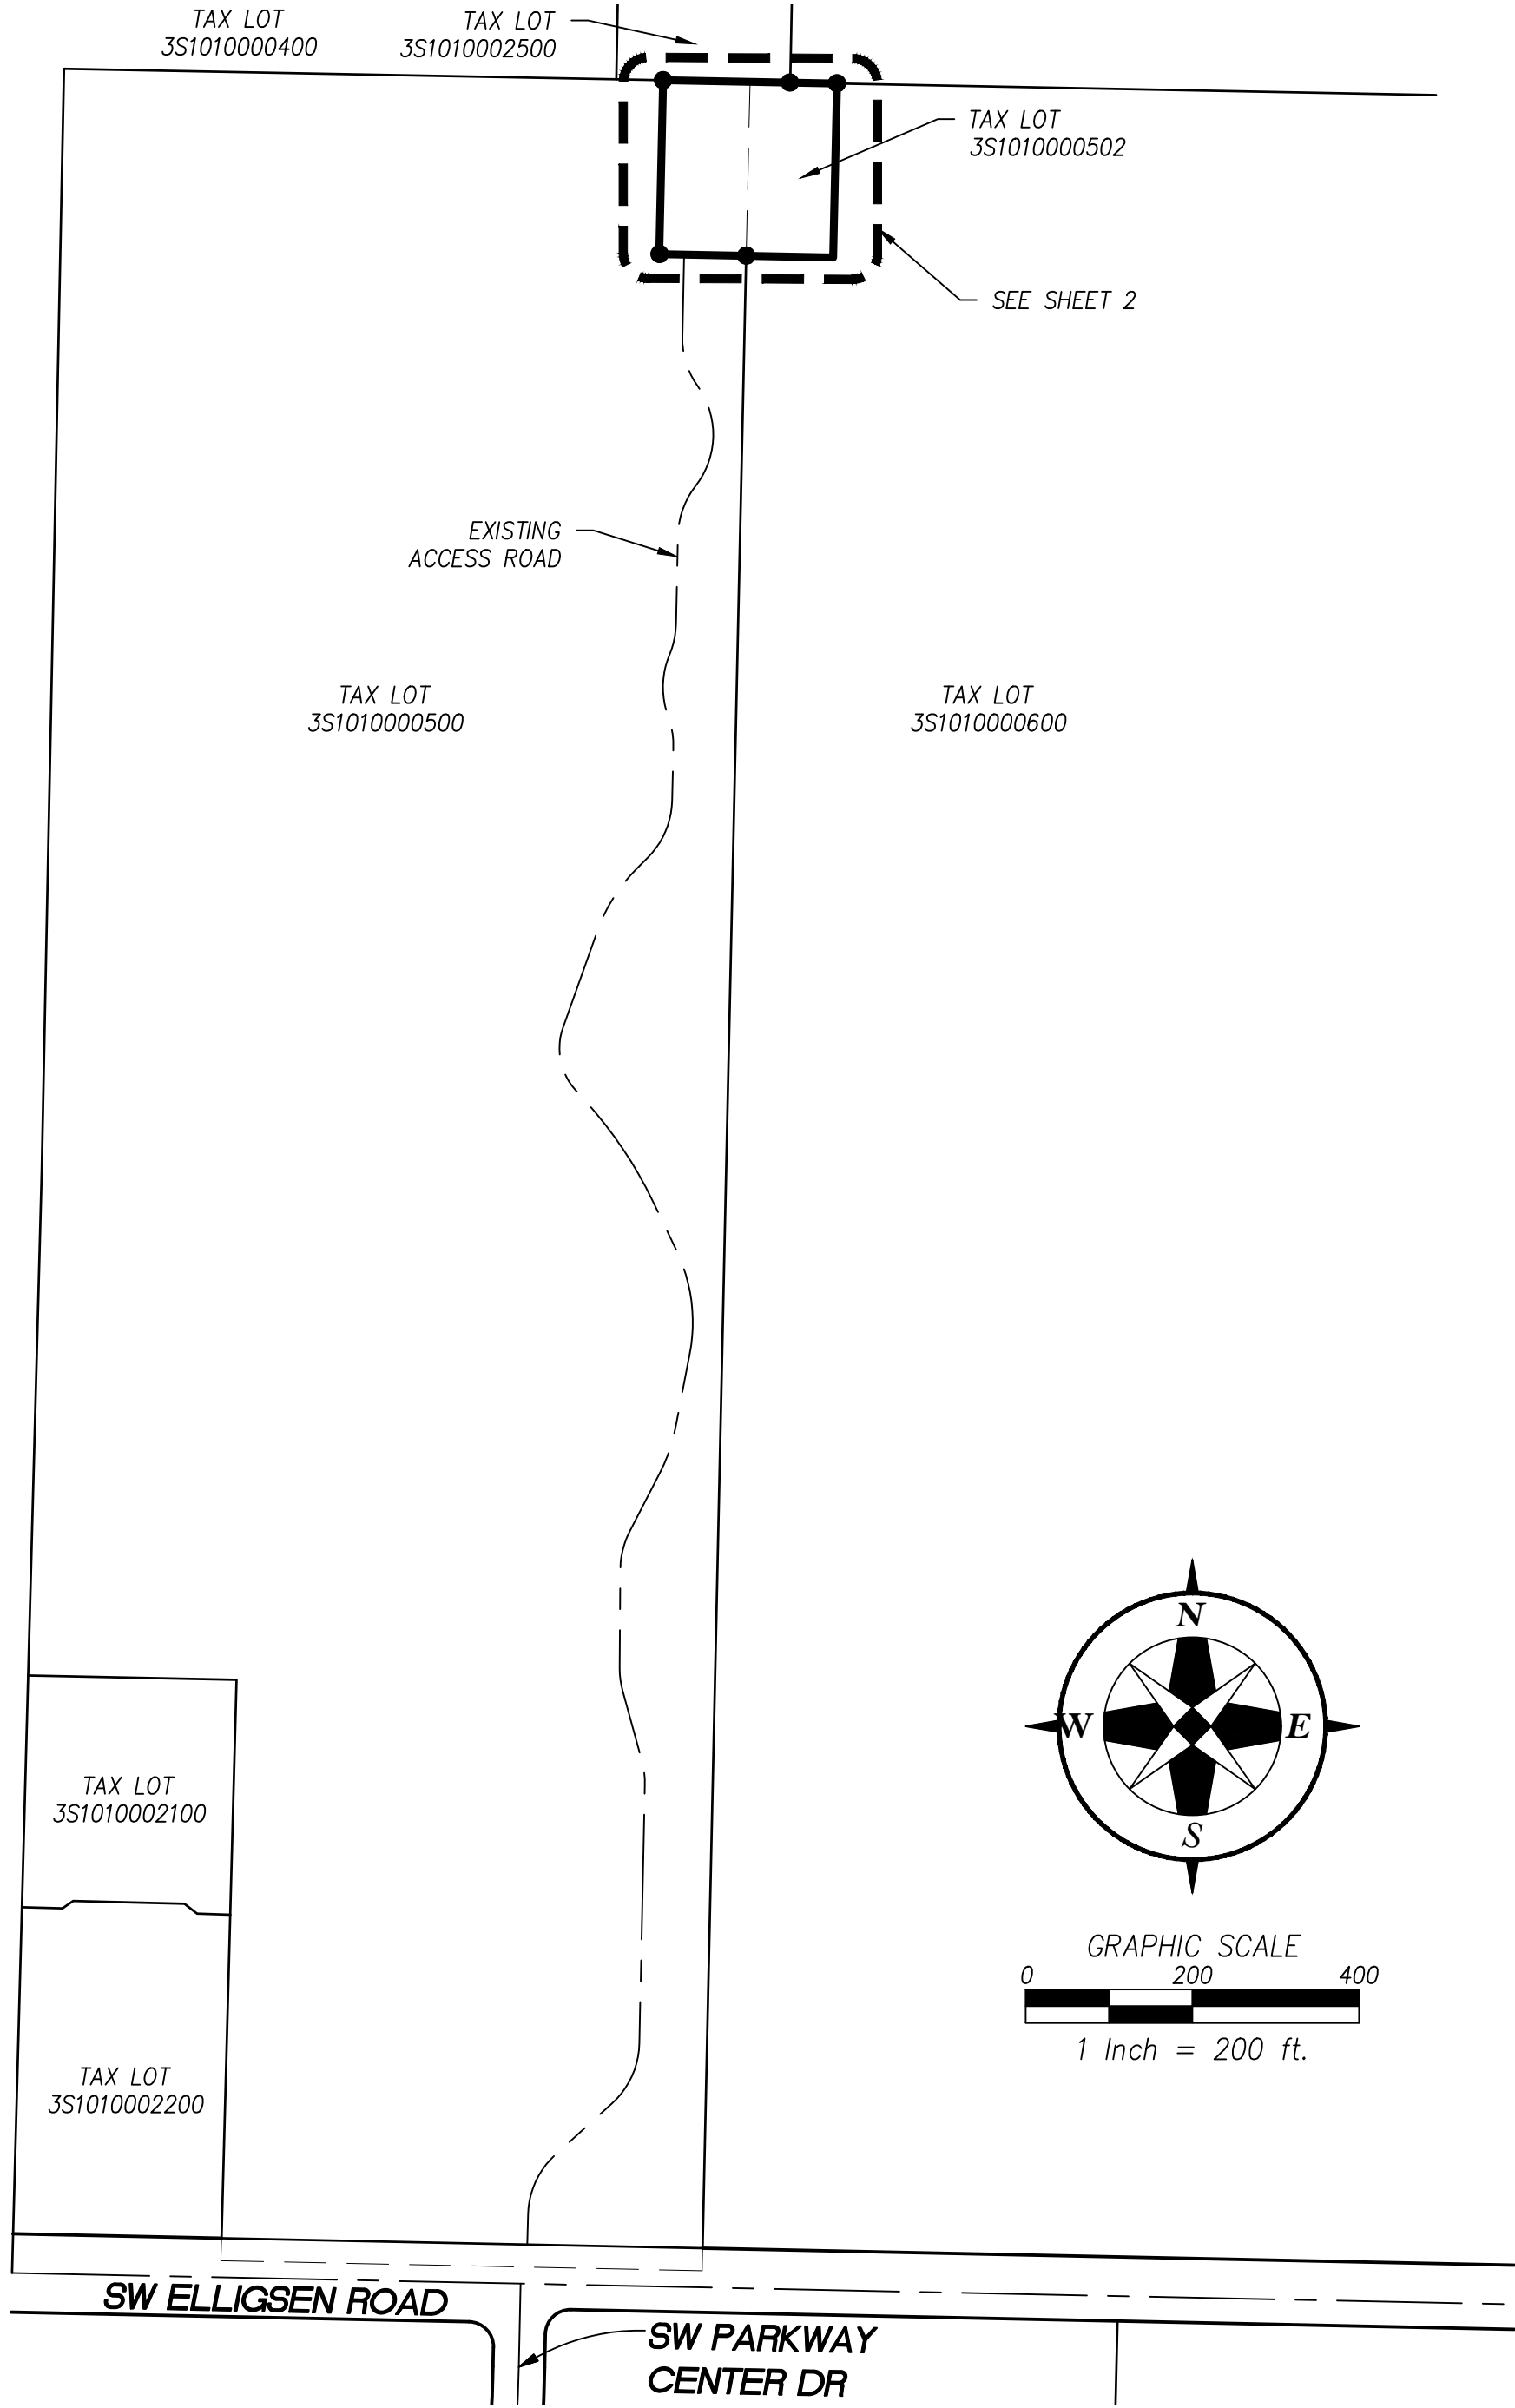 TAX LOT
3S1010000400
TAX LOT
3S1010002500
TAX LOT
3S1010000502
SEE SHEET 2
EXISTING
ACCESS ROAD
TAX LOT
3S1010000500
TAX LOT
3S1010000600
N
W
E
S
TAX LOT
3S1010002100
GRAPHIC SCALE
0 200 400
1 Inch = 200 ft.
TAX LOT
3S1010002200
SW ELLIGSEN ROAD
SW PARKWAY
CENTER DR